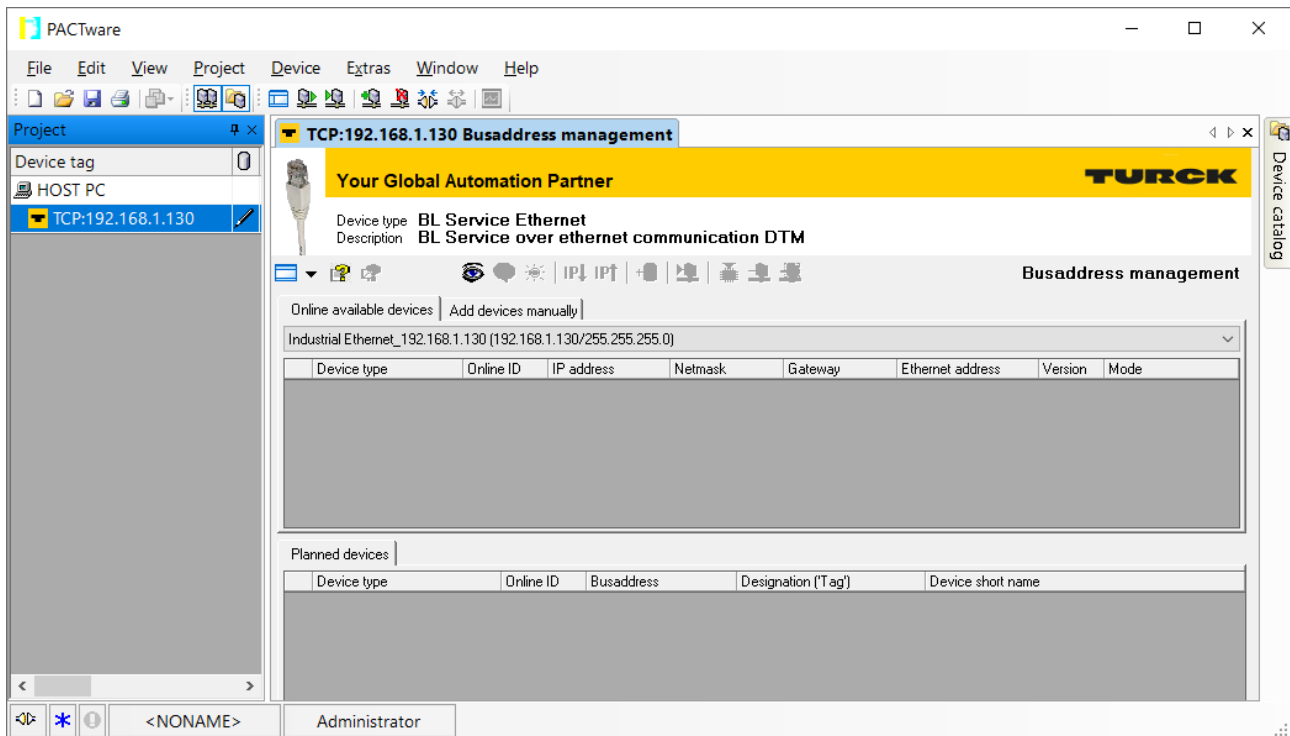 PACTware
File Edit View Project Device Extras Window Help
Project
TCP:192.168.1.130 Busaddress management
Device tag
HOST PC
TCP:192.168.1.130
Your Global Automation Partner
TURCK
Device type BL Service Ethernet
Description BL Service over ethernet communication DTM
IP IP
Busaddress management
Online available devices Add devices manually
Industrial Ethernet_192.168.1.130 (192.168.1.130/255.255.255.0)
Device type Online ID IP address Netmask Gateway Ethernet address Version Mode
Planned devices
Device type Online ID Busaddress Designation ('Tag') Device short name
Device catalog
<NONAME> Administrator